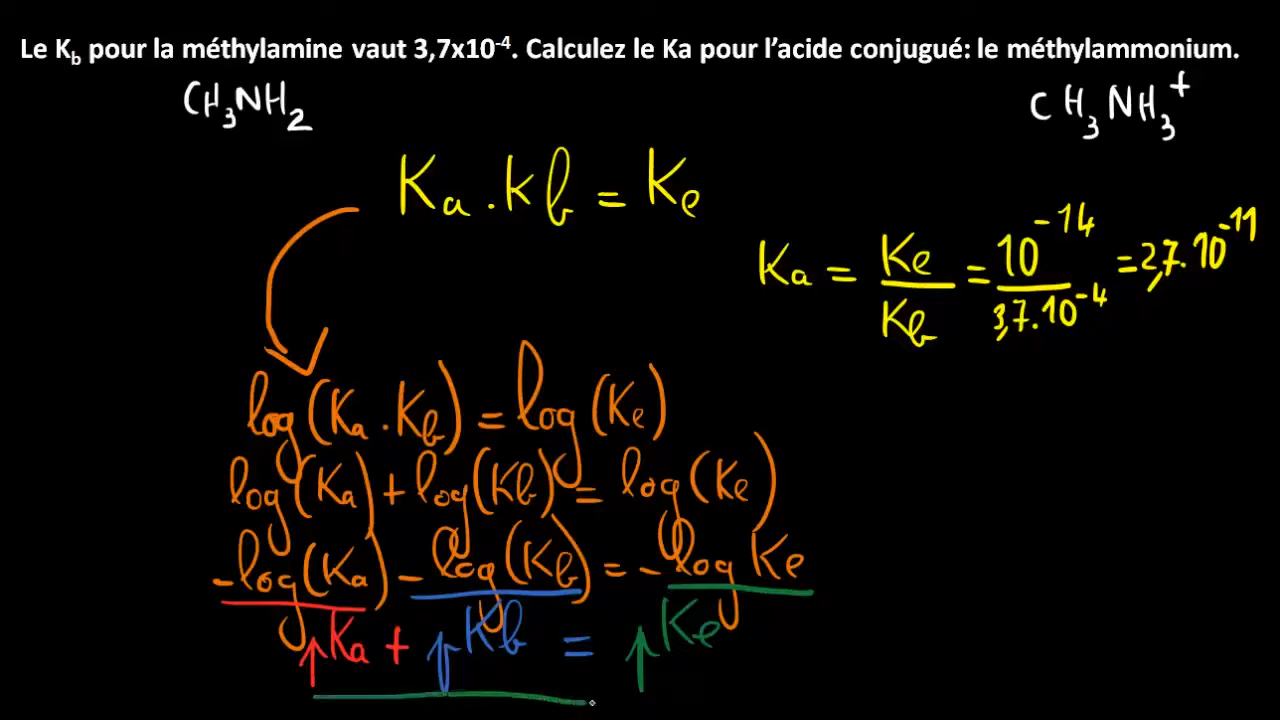 Le Kb pour la méthylamine vaut 3,7x10-4. Calculez le Ka pour l’acide conjugué: le méthylammonium.
CH3NH2
CH3NH3+
Ka . Kb = Ke
Ka = Ke/Kb = 10^-14/3,7.10^-4 = 2,7.10^-11
log(Ka . Kb) = log(Ke)
log(Ka) + log(Kb) = log(Ke)
-log(Ka) - log(Kb) = - log Ke
pKa + pKb = pKe